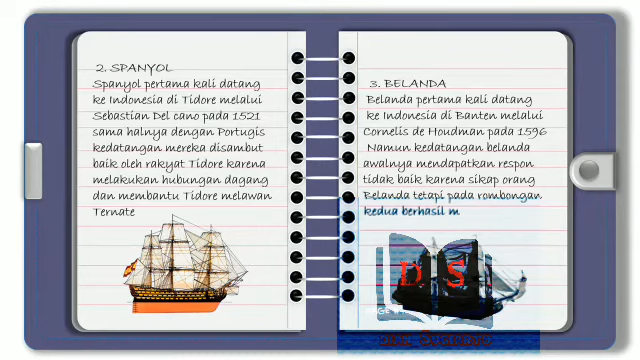 2. SPANYOL
Spanyol pertama kali datang
ke Indonesia di Tidore melalui
Sebastian Del cano pada 1521
sama halnya dengan Portugis
kedatangan mereka disambut
baik oleh rakyat Tidore karena
melakukan hubungan dagang
dan membantu Tidore melawan
Ternate
3. BELANDA
Belanda pertama kali datang
ke Indonesia di Banten melalui
Cornelis de Houdman pada 1596
Namun kedatangan belanda
awalnya mendapatkan respon
tidak baik karena sikap orang
Belanda tetapi pada rombongan
kedua berhasil m
D S